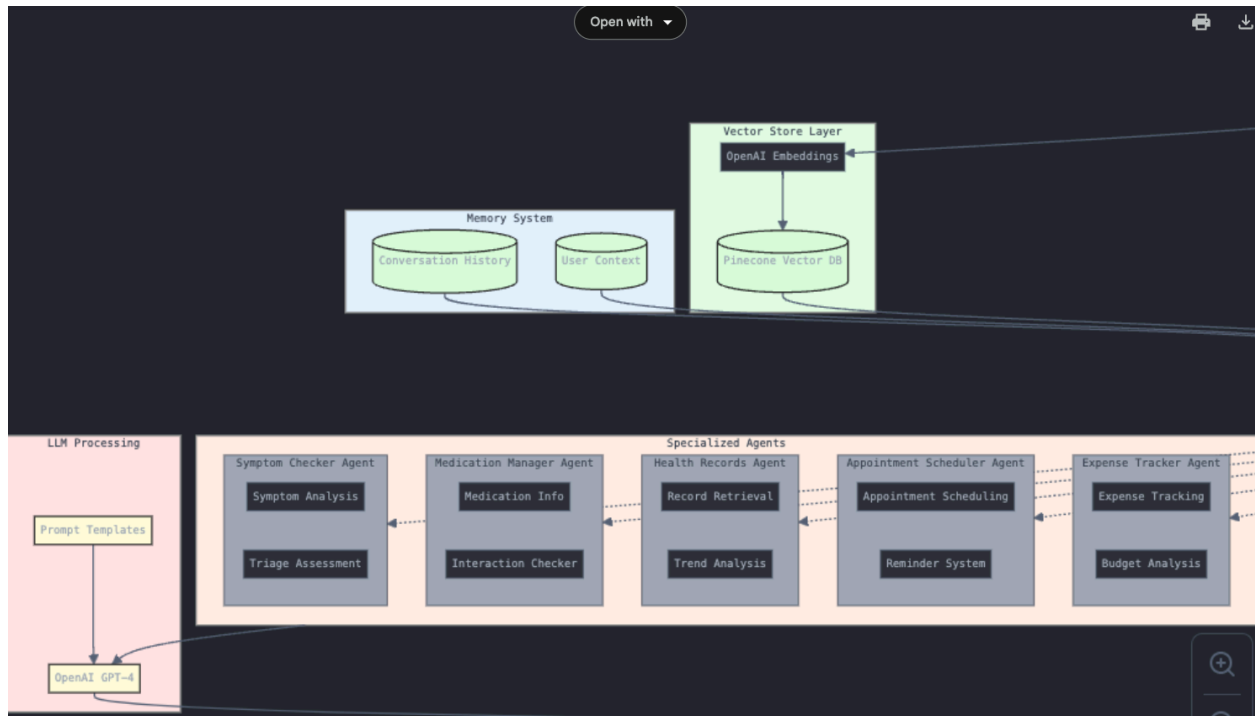 Open with
Vector Store Layer
OpenAI Embeddings
Pinecone Vector DB
Memory System
Conversation History
User Context
LLM Processing
Prompt Templates
OpenAI GPT-4
Specialized Agents
Symptom Checker Agent
Symptom Analysis
Triage Assessment
Medication Manager Agent
Medication Info
Interaction Checker
Health Records Agent
Record Retrieval
Trend Analysis
Appointment Scheduler Agent
Appointment Scheduling
Reminder System
Expense Tracker Agent
Expense Tracking
Budget Analysis